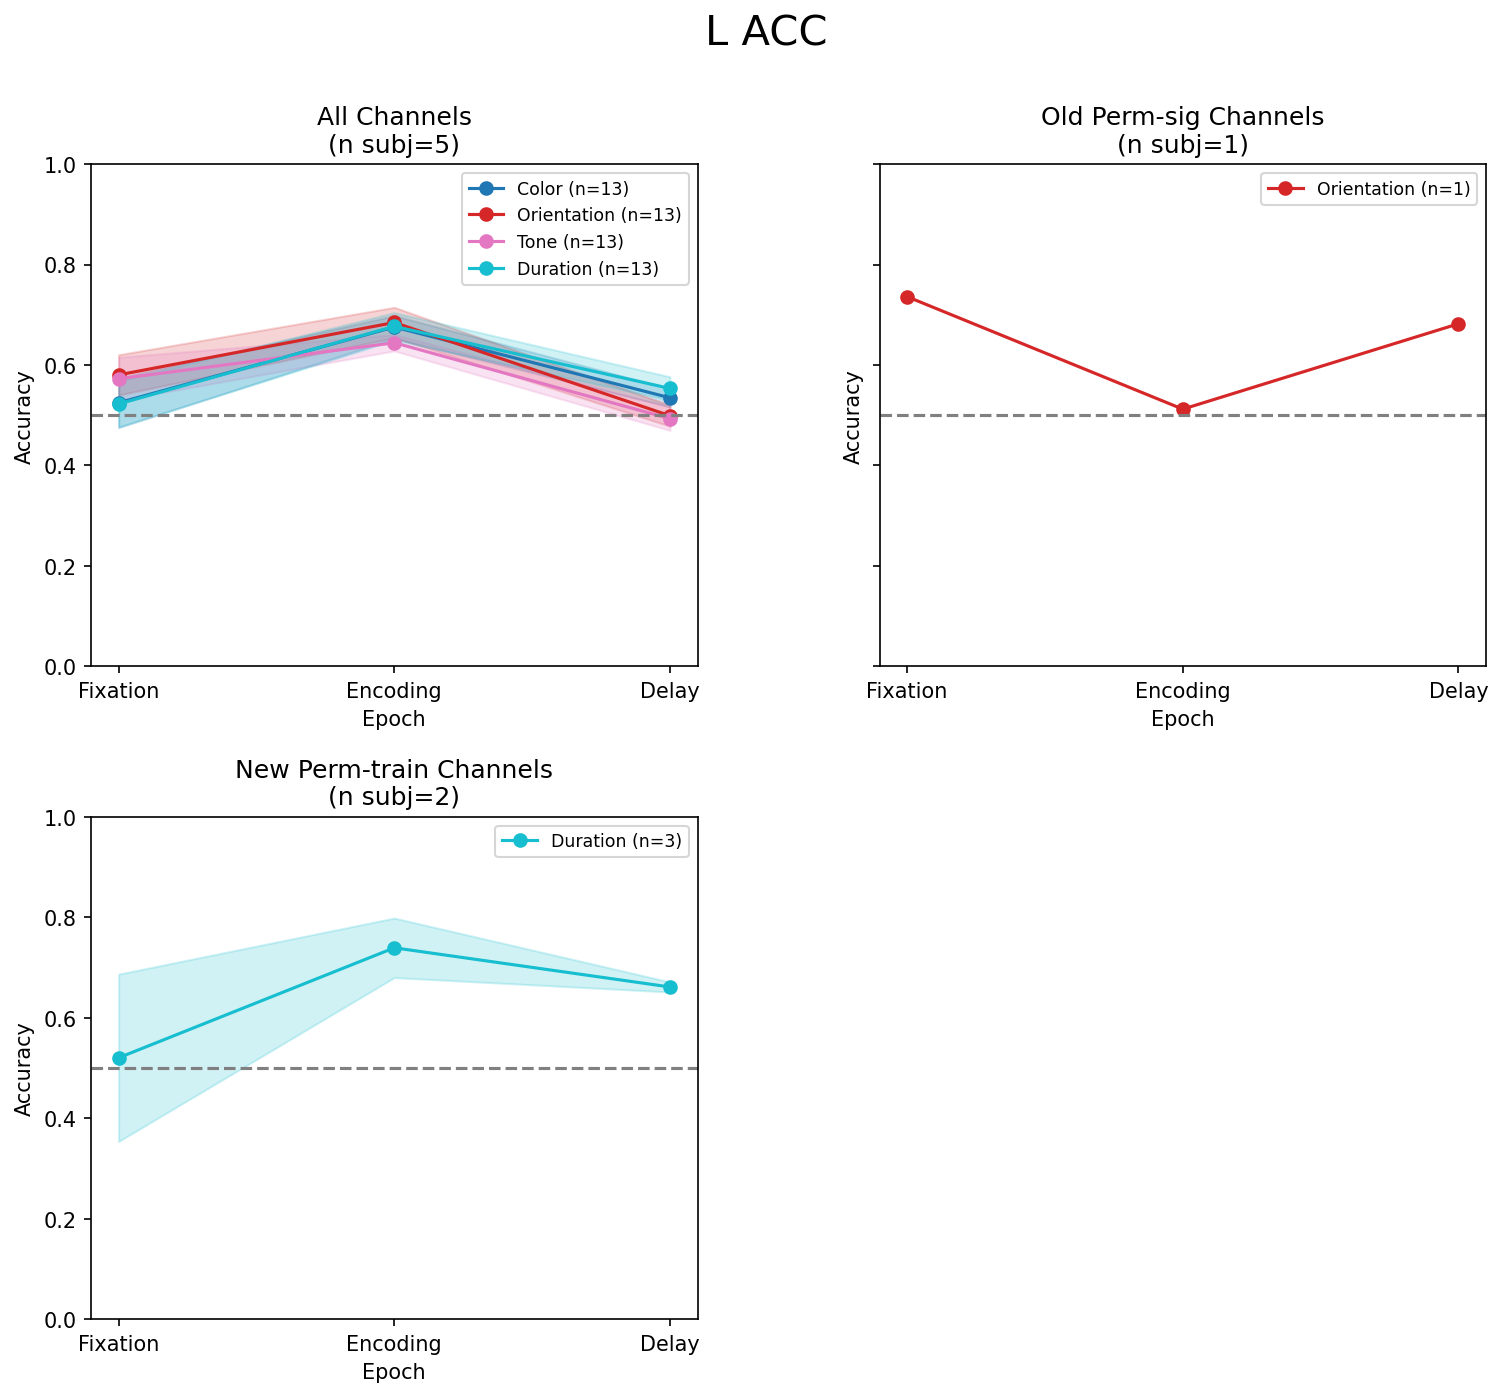 L ACC
All Channels
(n subj=5)
1.0
0.8
0.6
0.4
0.2
0.0
Accuracy
Color (n=13)
Orientation (n=13)
Tone (n=13)
Duration (n=13)
Fixation Encoding Delay
Epoch
Old Perm-sig Channels
(n subj=1)
Accuracy
Orientation (n=1)
Fixation Encoding Delay
Epoch
New Perm-train Channels
(n subj=2)
1.0
0.8
0.6
0.4
0.2
0.0
Accuracy
Duration (n=3)
Fixation Encoding Delay
Epoch